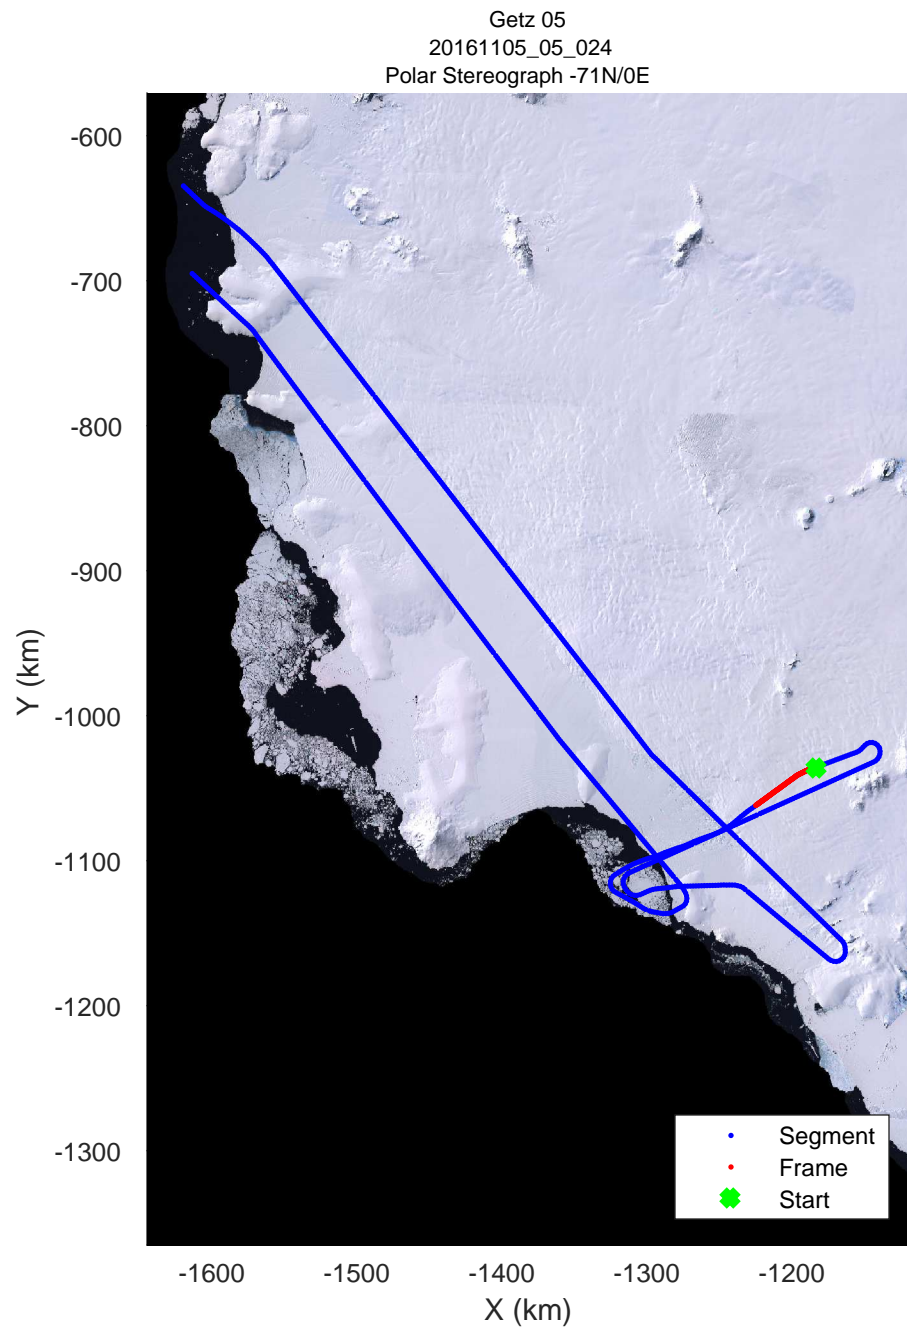 Getz 05
20161105_05_024
Polar Stereograph -71N/0E
-600
-700
-800
-900
-1000
-1100
-1200
-1300
Y (km)
Segment
Frame
Start
-1600 -1500 -1400 -1300 -1200
X (km)